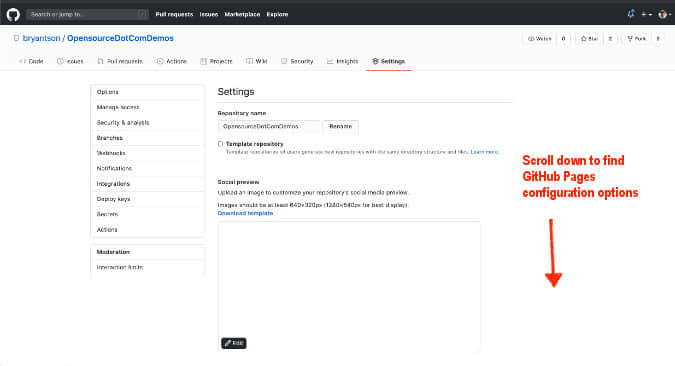 Search or jump to...
/
Pull requests Issues Marketplace Explore
bryantson / OpensourceDotComDemos
Watch 0 Star 2 Fork 3
Code Issues Pull requests Actions Projects Wiki Security Insights Settings
Options
Manage access
Security & analysis
Branches
Webhooks
Notifications
Integrations
Deploy keys
Secrets
Actions
Moderation
Interaction limits
Settings
Repository name
OpensourceDotComDemos Rename
Template repository
Template repositories let users generate new repositories with the same directory structure and files. Learn more.
Social preview
Upload an image to customize your repository's social media preview.
Images should be at least 640×320px (1280×640px for best display).
Download template
Edit
Scroll down to find
GitHub Pages
configuration options